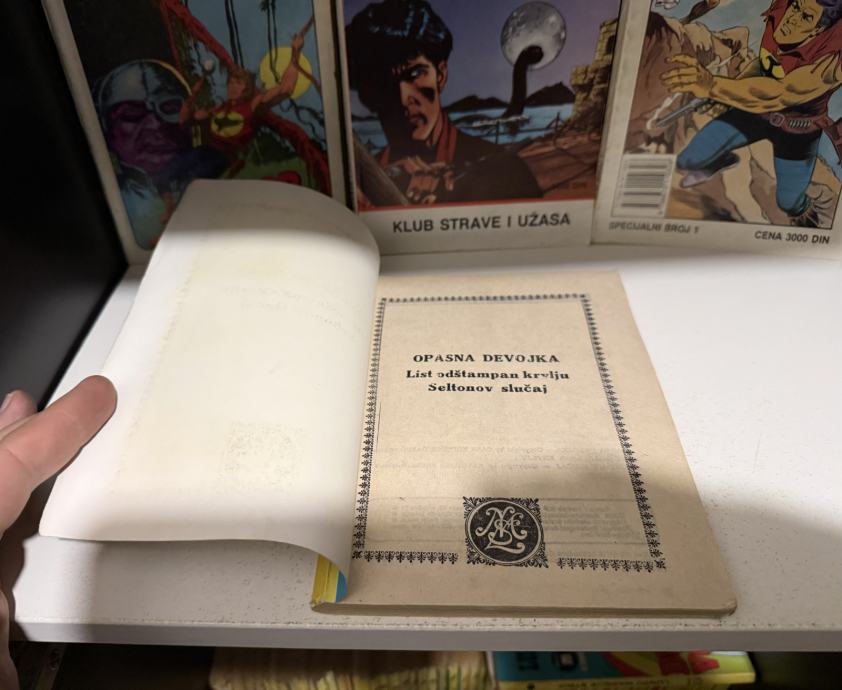 KLUB STRAVE I UŽASA
SPECIJALNI BROJ 1
CENA 3000 DIN
OPASNA DEVOJKA
List odštampan krvlju
Seltonov slučaj